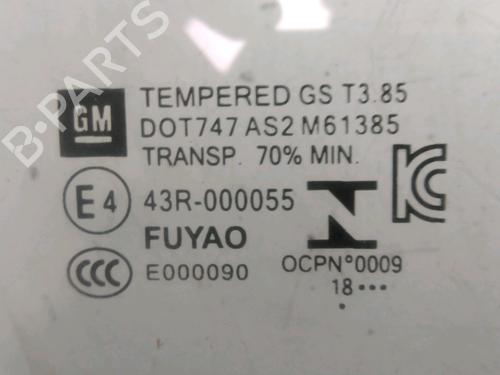 B-PARTS
GM
TEMPERED GS T3.85
DOT747 AS2 M61385
TRANSP. 70% MIN.
E4 43R-000055
FUYAO
CCC E000090
OCPN°0009
18•••
•